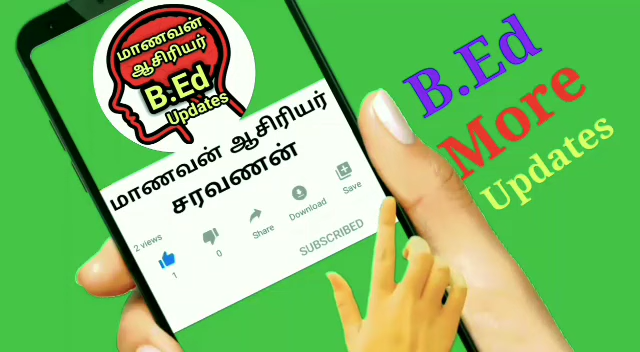 மாணவன்
ஆசிரியர்
B.Ed
Updates
மாணவன் ஆசிரியர்
சரவணன்
2 views
1
0
Share
Download
Save
SUBSCRIBED
B.Ed
More
Updates